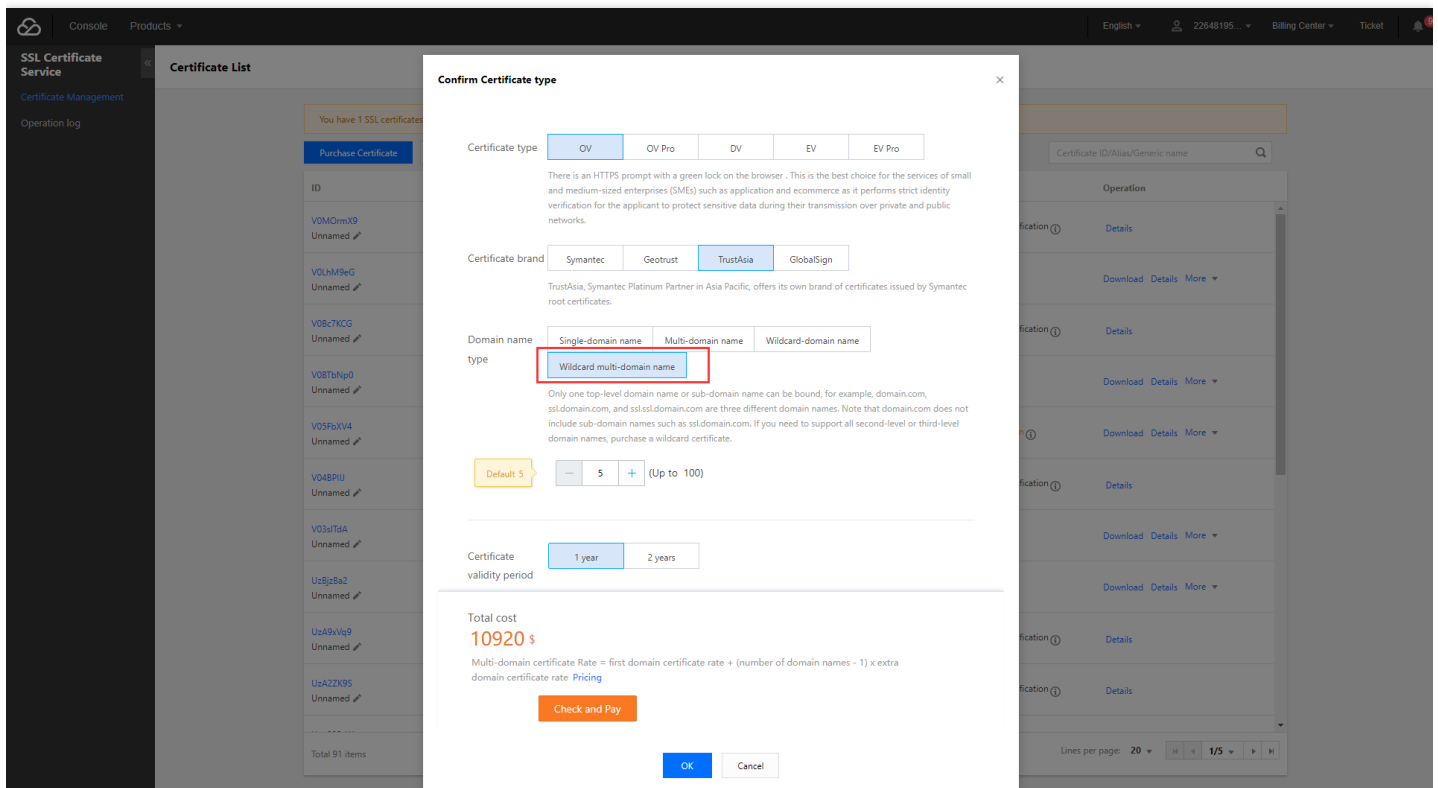 Console Products English 22648195... Billing Center Ticket 9
SSL Certificate
Service
Certificate Management
Operation log
Certificate List
You have 1 SSL certificates
Purchase Certificate
Certificate ID/Alias/Generic name
ID
Operation
V0MOrmX9
Unnamed
fication Details
V0LhM9eG
Unnamed
Download Details More
V0Bc7KCG
Unnamed
fication Details
V0BTbNp0
Unnamed
Download Details More
V05FbXV4
Unnamed
Download Details More
V04BPIIJ
Unnamed
fication Details
V03sITdA
Unnamed
Download Details More
UzBjzBa2
Unnamed
Download Details More
UzA9xVq9
Unnamed
fication Details
UzA2ZK9S
Unnamed
fication Details
Total 91 items
Lines per page: 20 1/5
Confirm Certificate type
Certificate type OV OV Pro DV EV EV Pro
There is an HTTPS prompt with a green lock on the browser . This is the best choice for the services of small
and medium-sized enterprises (SMEs) such as application and ecommerce as it performs strict identity
verification for the applicant to protect sensitive data during their transmission over private and public
networks.
Certificate brand Symantec Geotrust TrustAsia GlobalSign
TrustAsia, Symantec Platinum Partner in Asia Pacific, offers its own brand of certificates issued by Symantec
root certificates.
Domain name
type
Single-domain name Multi-domain name Wildcard-domain name
Wildcard multi-domain name
Only one top-level domain name or sub-domain name can be bound, for example, domain.com,
ssl.domain.com, and ssl.ssl.domain.com are three different domain names. Note that domain.com does not
include sub-domain names such as ssl.domain.com. If you need to support all second-level or third-level
domain names, purchase a wildcard certificate.
Default 5 − 5 + (Up to 100)
Certificate
validity period
1 year 2 years
Total cost
10920 $
Multi-domain certificate Rate = first domain certificate rate + (number of domain names - 1) x extra
domain certificate rate Pricing
Check and Pay
OK Cancel